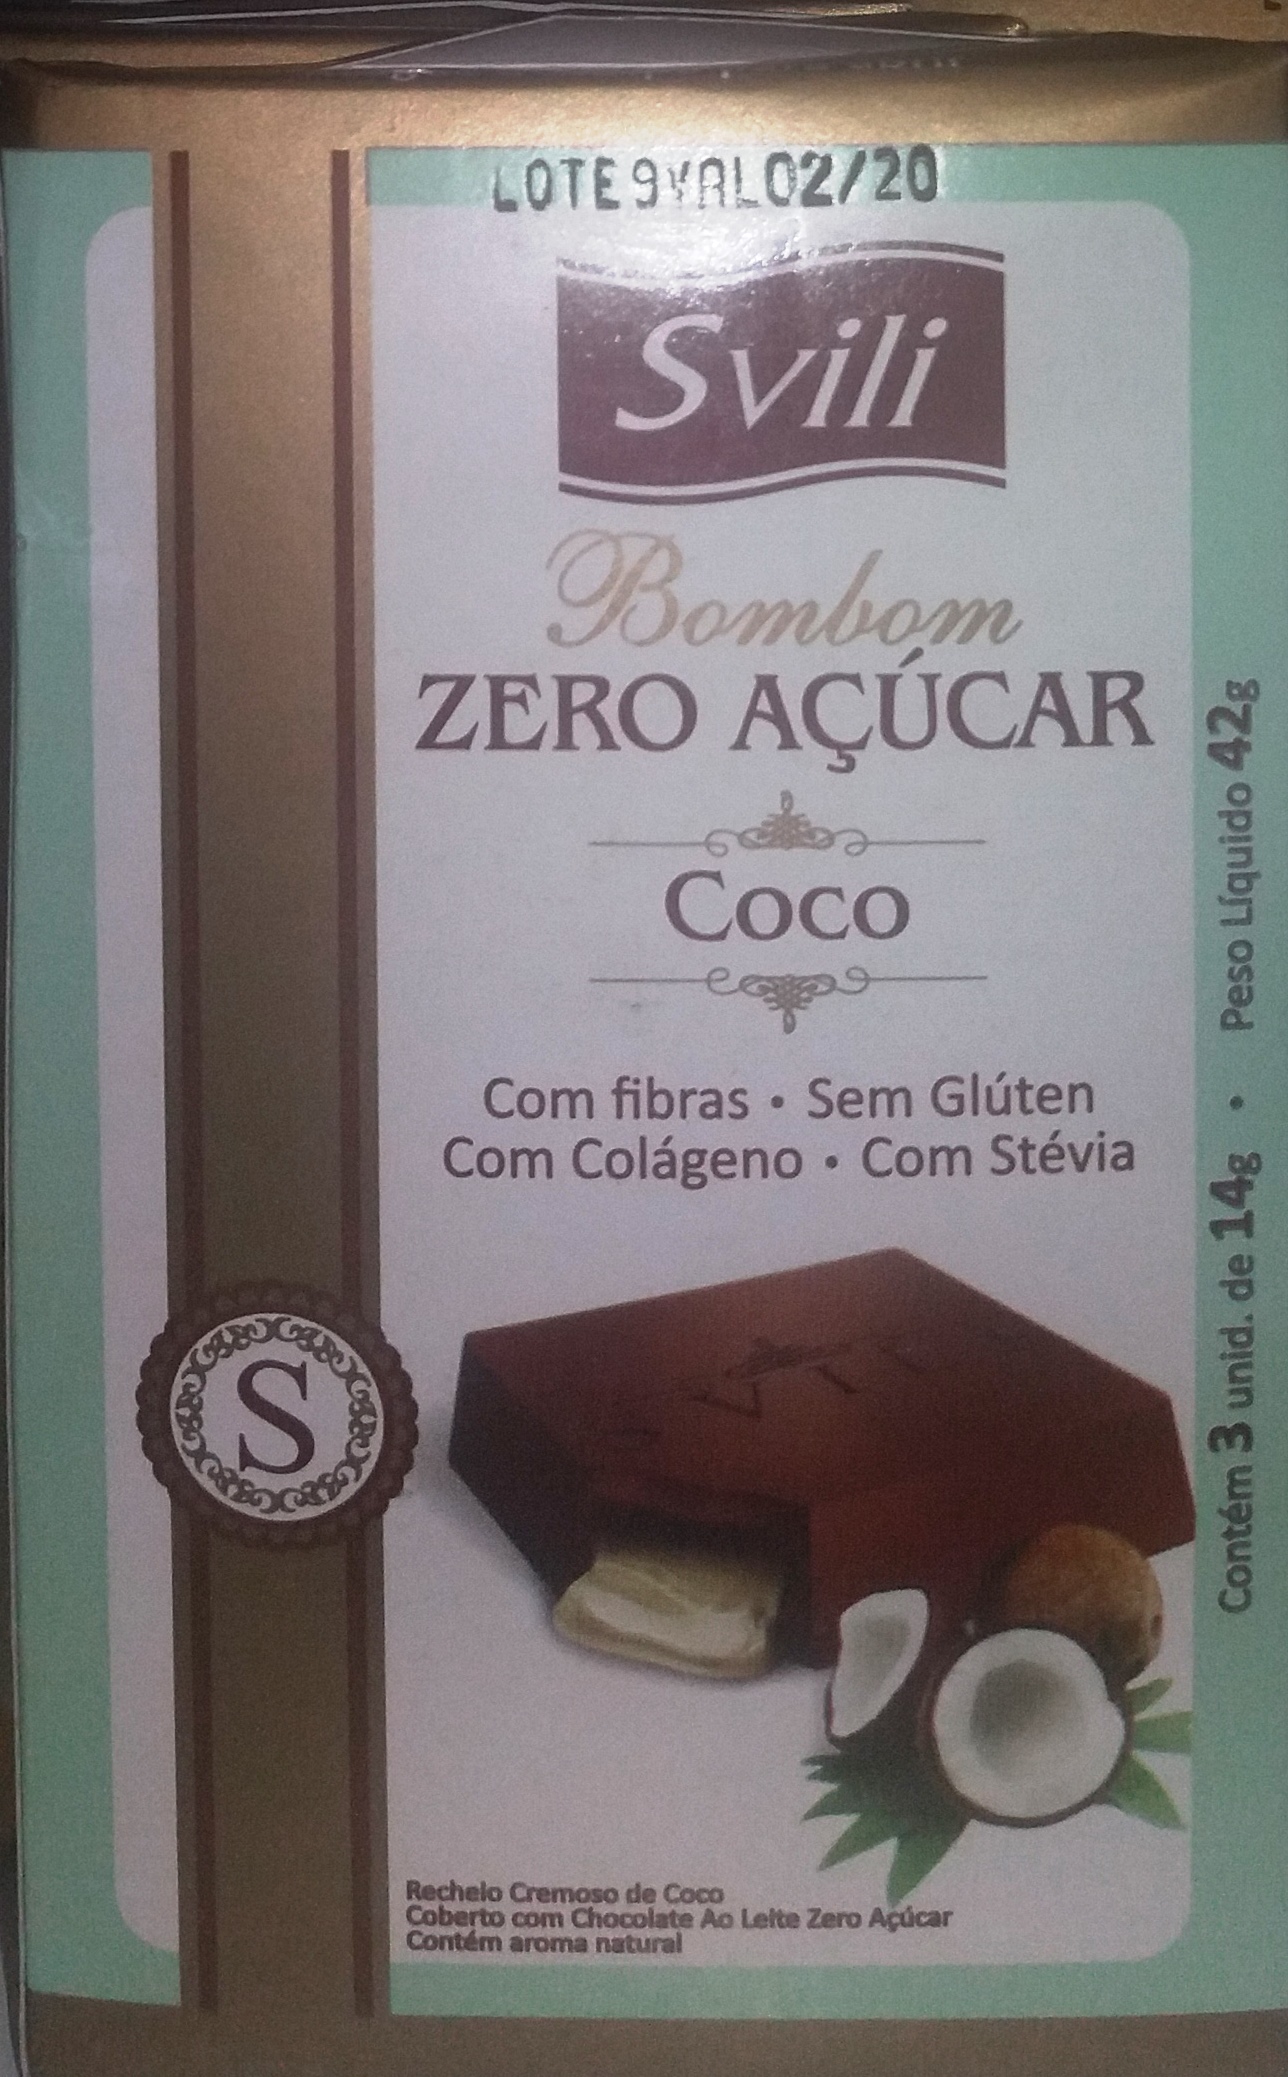 LOTE 9 VAL 02/20
Svili
Bombom
ZERO AÇÚCAR
Coco
Com fibras • Sem Glúten
Com Colágeno • Com Stévia
S
Recheio Cremoso de Coco
Coberto com Chocolate Ao Leite Zero Açúcar
Contém aroma natural
Contém 3 unid. de 14g • Peso Líquido 42g